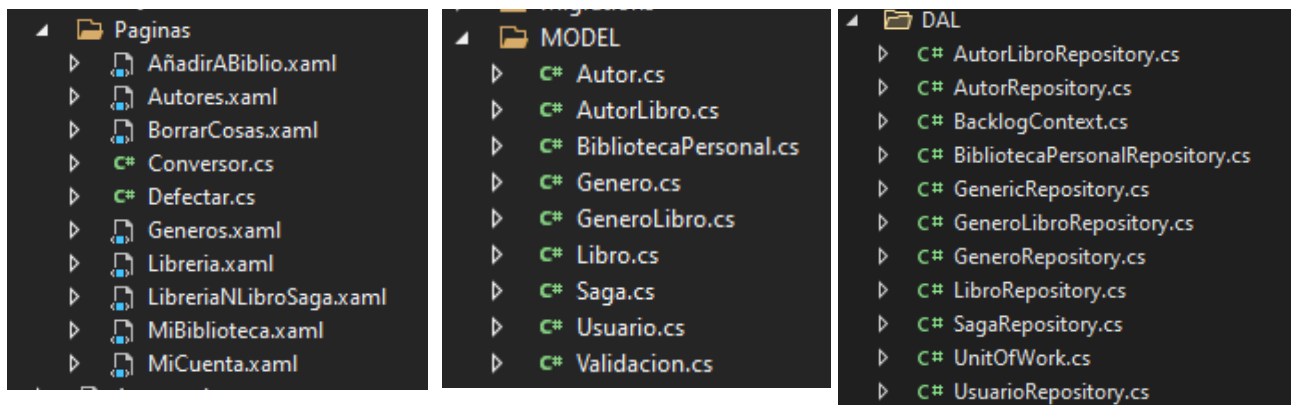 Paginas
AñadirABiblio.xaml
Autores.xaml
BorrarCosas.xaml
C# Conversor.cs
C# Defectar.cs
Generos.xaml
Libreria.xaml
LibreriaNLibroSaga.xaml
MiBiblioteca.xaml
MiCuenta.xaml
MODEL
C# Autor.cs
C# AutorLibro.cs
C# BibliotecaPersonal.cs
C# Genero.cs
C# GeneroLibro.cs
C# Libro.cs
C# Saga.cs
C# Usuario.cs
C# Validacion.cs
DAL
C# AutorLibroRepository.cs
C# AutorRepository.cs
C# BacklogContext.cs
C# BibliotecaPersonalRepository.cs
C# GenericRepository.cs
C# GeneroLibroRepository.cs
C# GeneroRepository.cs
C# LibroRepository.cs
C# SagaRepository.cs
C# UnitOfWork.cs
C# UsuarioRepository.cs